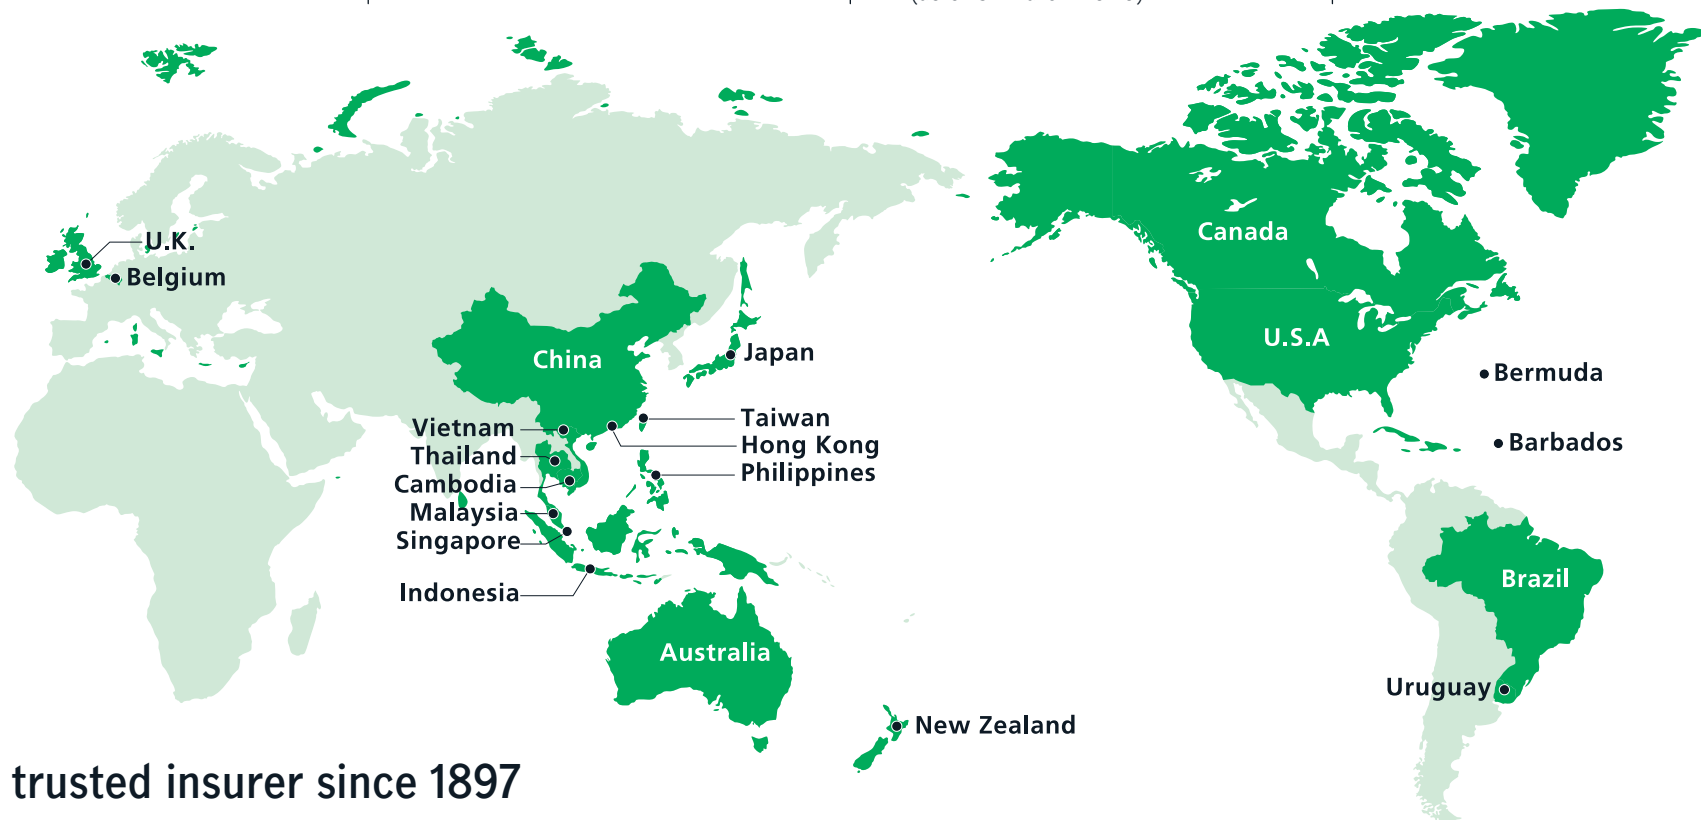 U.K.
Belgium
Canada
U.S.A
China
Japan
Bermuda
Vietnam
Taiwan
Thailand
Hong Kong
Barbados
Cambodia
Philippines
Malaysia
Singapore
Indonesia
Brazil
Australia
Uruguay
New Zealand
trusted insurer since 1897